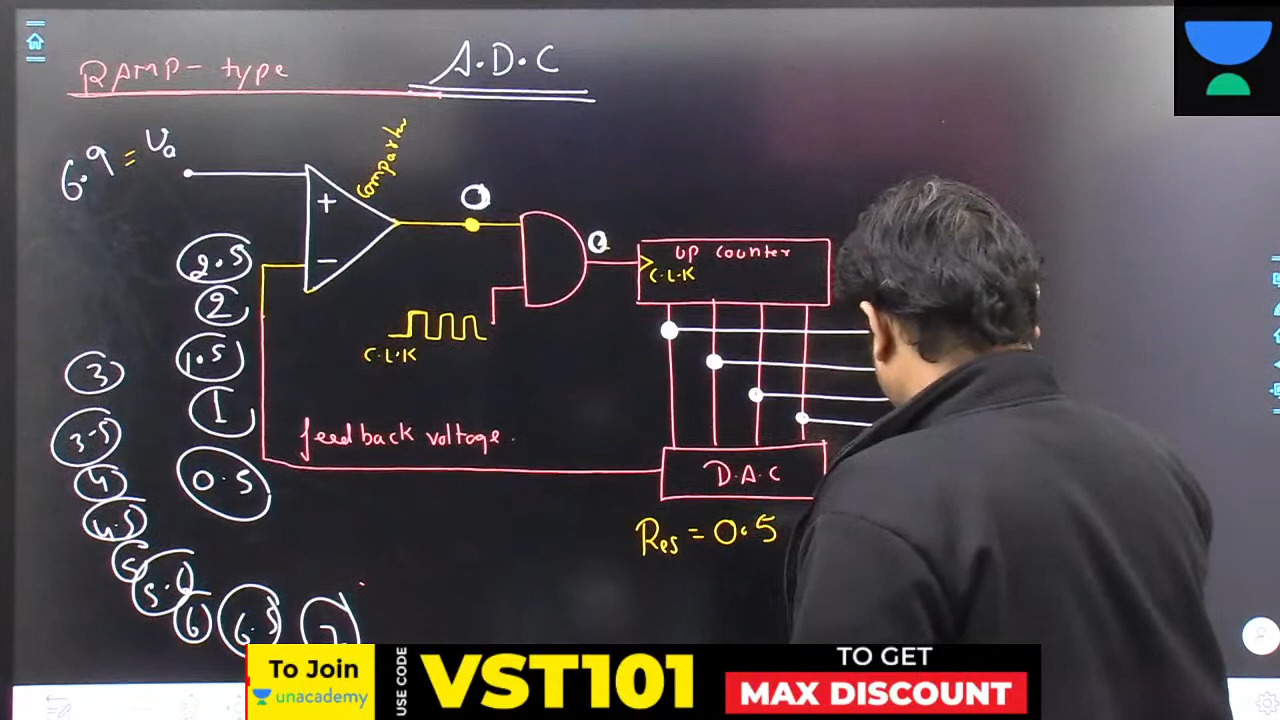 RAMP-type A.D.C
6.9 = Va
+
-
Comparator
0
0
up counter
C.L.K
C.L.K
2.5
2
1.5
1
0.5
3
3.5
4
4.5
5
5.5
6
6.5
7
feedback voltage.
D.A.C
Res = 0.5
To Join
unacademy
USE CODE
VST101
TO GET
MAX DISCOUNT